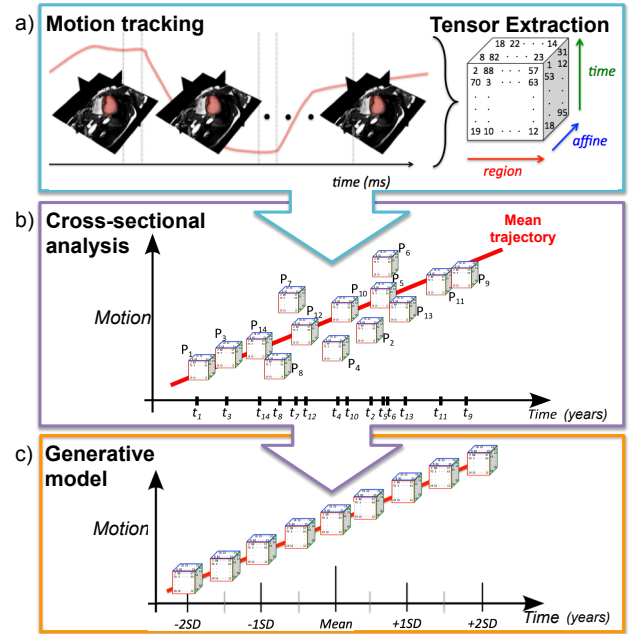 a) Motion tracking
Tensor Extraction
18 22 · · · 14
8 82 · · · 23
31
12
2 88 · · 57
70 3 · · · 63
1
53
12
95
18
19 10 · · · 12
time
affine
region
time (ms)
b) Cross-sectional
analysis
Mean
trajectory
Motion
P1
P3
P14
P7
P8
P12
P10
P4
P6
P5
P2
P13
P11
P9
t1 t3 t14 t8 t7 t12 t4 t10 t2 t5 t6 t13 t11 t9
Time (years)
c) Generative
model
Motion
-2SD -1SD Mean +1SD +2SD
Time (years)